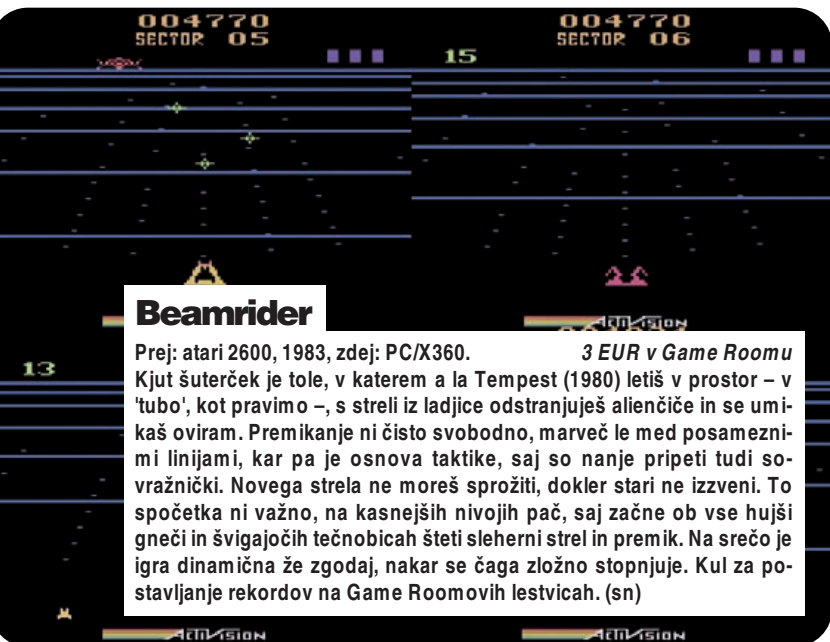 004770
SECTOR 05
004770
SECTOR 06
15
ACTIVISION
13
Beamrider
Prej: atari 2600, 1983, zdej: PC/X360. 3 EUR v Game Roomu
Kjut šuterček je tole, v katerem a la Tempest (1980) letiš v prostor – v
'tubo', kot pravimo –, s streli iz ladjice odstranjuješ alienčiče in se umi-
kaš oviram. Premikanje ni čisto svobodno, marveč le med posamezni-
mi linijami, kar pa je osnova taktike, saj so nanje pripeti tudi so-
vražnički. Novega strela ne moreš sprožiti, dokler stari ne izzveni. To
spočetka ni važno, na kasnejših nivojih pač, saj začne ob vse hujši
gneči in švigajočih tečnobicah šteti sleherni strel in premik. Na srečo je
igra dinamična že zgodaj, nakar se čaga zložno stopnjuje. Kul za po-
stavljanje rekordov na Game Roomovih lestvicah. (sn)
ACTIVISION
ACTIVISION